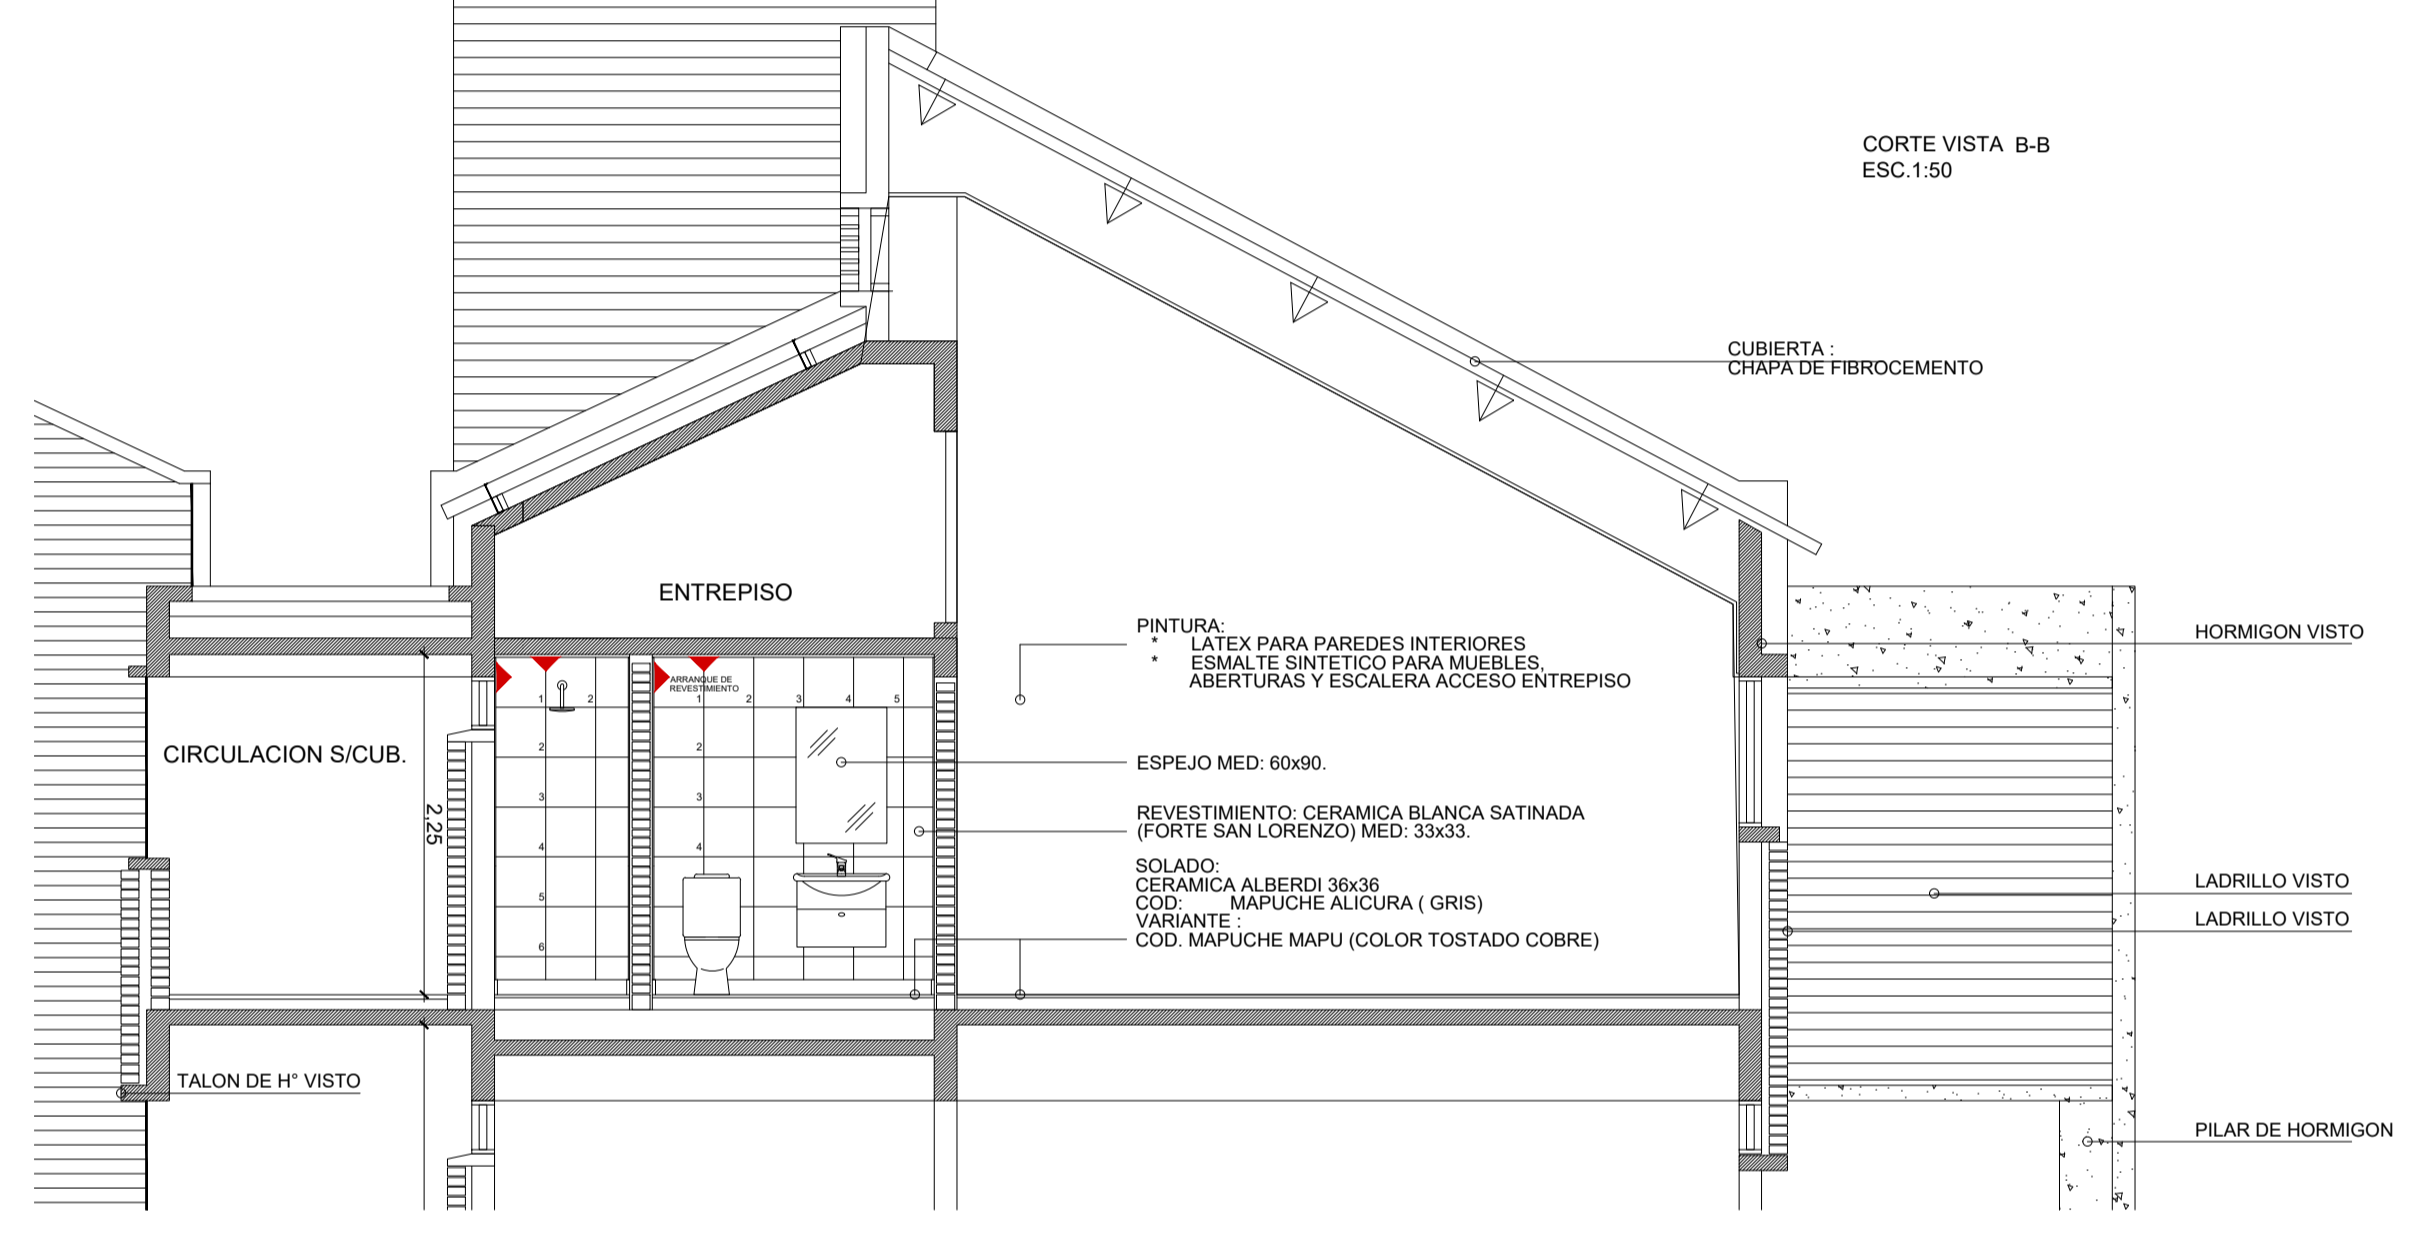 CORTE VISTA B-B
ESC.1:50
CUBIERTA :
CHAPA DE FIBROCEMENTO
ENTREPISO
PINTURA:
* LATEX PARA PAREDES INTERIORES
* ESMALTE SINTETICO PARA MUEBLES,
ABERTURAS Y ESCALERA ACCESO ENTREPISO
HORMIGON VISTO
ARRANQUE DE
REVESTIMIENTO
1 2 1 2 3 4 5
2 2
3 3
4 4
5
6
CIRCULACION S/CUB.
2,25
ESPEJO MED: 60x90.
REVESTIMIENTO: CERAMICA BLANCA SATINADA
(FORTE SAN LORENZO) MED: 33x33.
SOLADO:
CERAMICA ALBERDI 36x36
COD: MAPUCHE ALICURA ( GRIS)
VARIANTE :
COD. MAPUCHE MAPU (COLOR TOSTADO COBRE)
LADRILLO VISTO
LADRILLO VISTO
TALON DE H° VISTO
PILAR DE HORMIGON